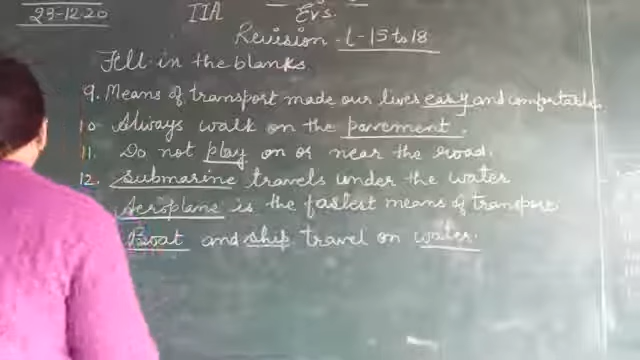 23-12-20 IIA Evs.
Revision - L-15 to 18
Fill in the blanks.
9. Means of transport made our lives easy and comfortable.
10 Always walk on the pavement.
11. Do not play on or near the road.
12. Submarine travels under the water
Aeroplane is the fastest means of transport
Boat and ship travel on water.